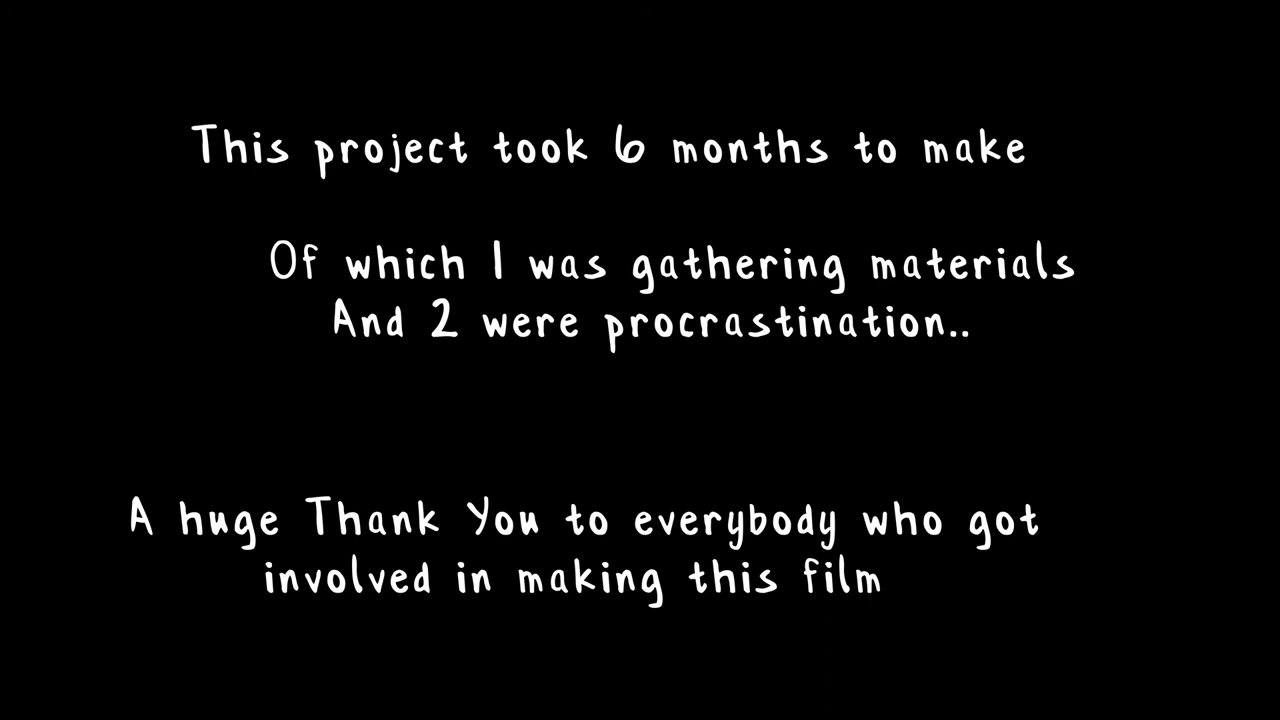 This project took 6 months to make
Of which 1 was gathering materials
And 2 were procrastination..
A huge Thank You to everybody who got
involved in making this film